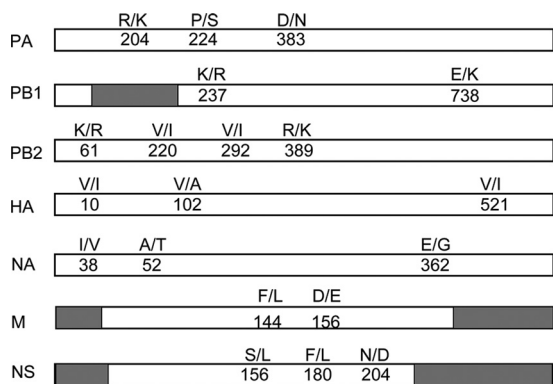 R/K P/S D/N
PA 204 224 383
K/R E/K
PB1 237 738
K/R V/I V/I R/K
PB2 61 220 292 389
V/I V/A V/I
HA 10 102 521
I/V A/T E/G
NA 38 52 362
F/L D/E
M 144 156
S/L F/L N/D
NS 156 180 204